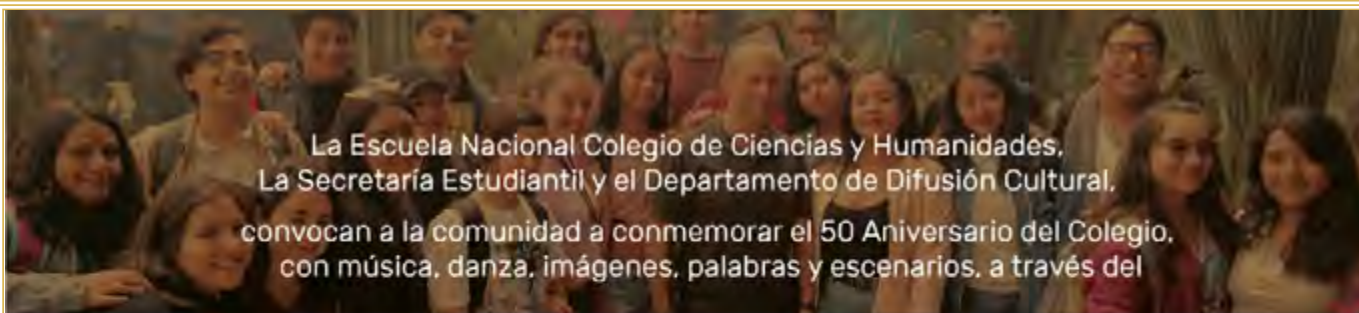 La Escuela Nacional Colegio de Ciencias y Humanidades,
La Secretaría Estudiantil y el Departamento de Difusión Cultural,
convocan a la comunidad a conmemorar el 50 Aniversario del Colegio,
con música, danza, imágenes, palabras y escenarios, a través del